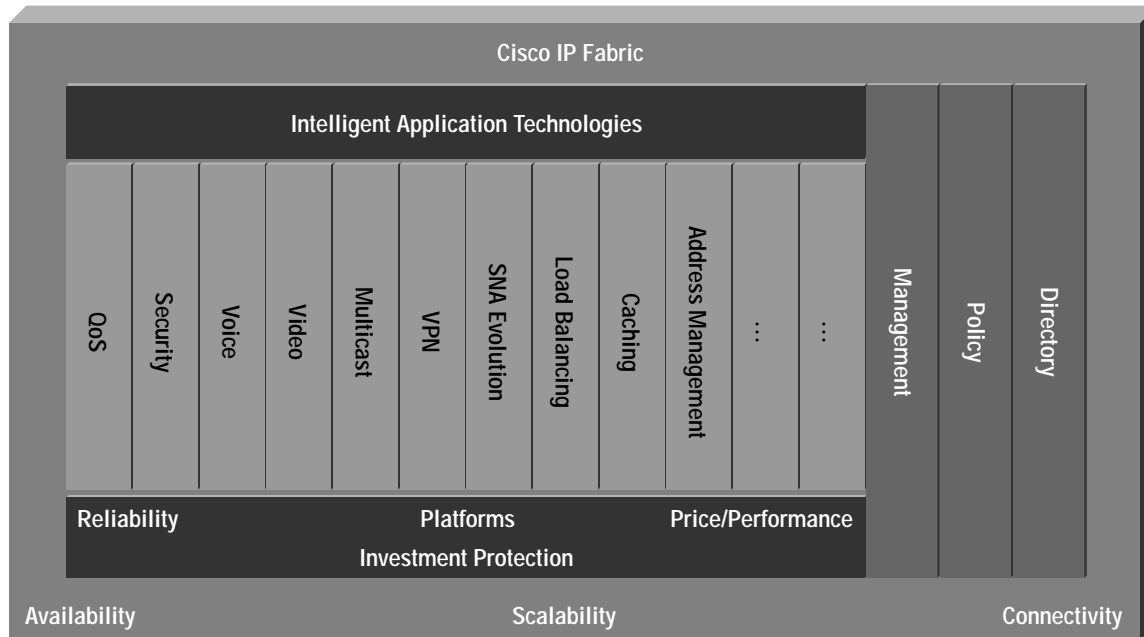 Cisco IP Fabric
Intelligent Application Technologies
QoS
Security
Voice
Video
Multicast
VPN
SNA Evolution
Load Balancing
Caching
Address Management
...
...
Management
Policy
Directory
Reliability Platforms Price/Performance
Investment Protection
Availability Scalability Connectivity